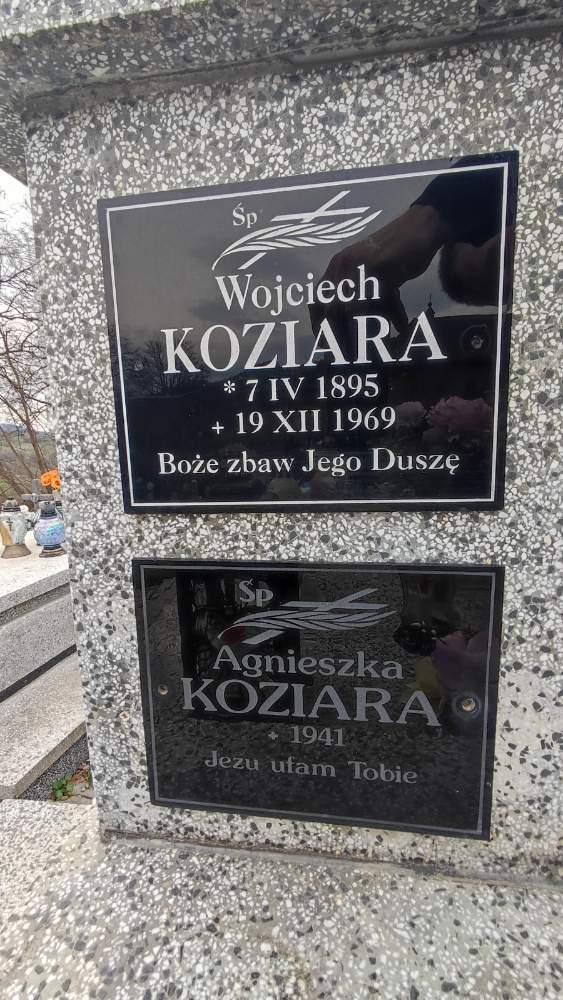 Śp
Wojciech
KOZIARA
* 7 IV 1895
+ 19 XII 1969
Boże zbaw Jego Duszę
Śp
Agnieszka
KOZIARA
+ 1941
Jezu ufam Tobie